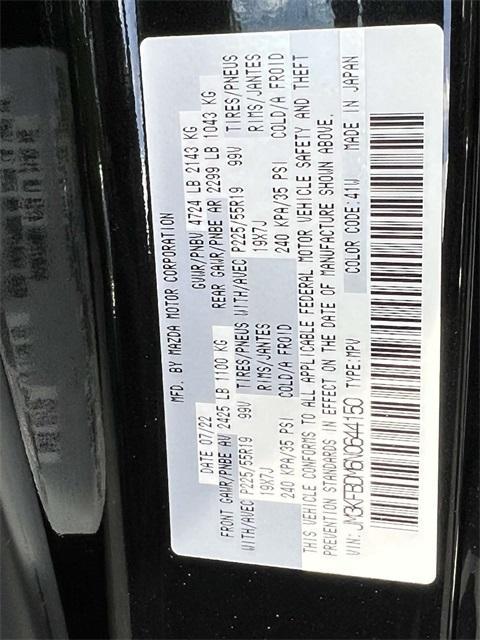 MFD. BY MAZDA MOTOR CORPORATION
DATE 07/22 GVWR/PNBV 4724 LB 2143 KG
FRONT GAWR/PNBE AV 2425 LB 1100 KG REAR GAWR/PNBE AR 2299 LB 1043 KG
WITH/AVEC P225/55R19 99V TIRES/PNEUS WITH/AVEC P225/55R19 99V TIRES/PNEUS
19X7J RIMS/JANTES 19X7J RIMS/JANTES
240 KPA/35 PSI COLD/A FROID 240 KPA/35 PSI COLD/A FROID
THIS VEHICLE CONFORMS TO ALL APPLICABLE FEDERAL MOTOR VEHICLE SAFETY AND THEFT
PREVENTION STANDARDS IN EFFECT ON THE DATE OF MANUFACTURE SHOWN ABOVE.
VIN: JM3KFBDM6N0644150 TYPE:MPV COLOR CODE:41W MADE IN JAPAN